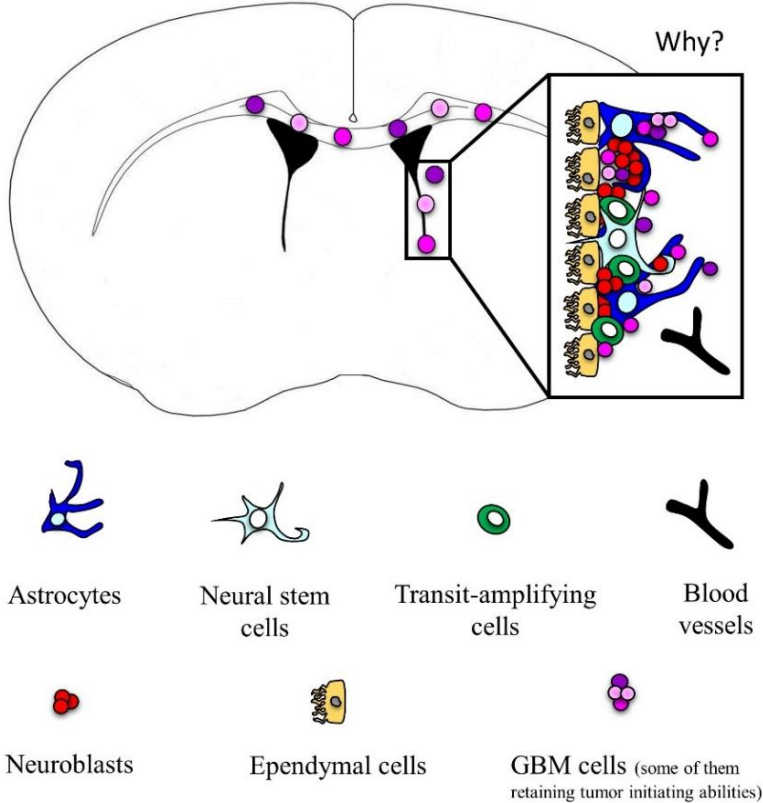 Why?
Astrocytes
Neural stem
cells
Transit-amplifying
cells
Blood
vessels
Neuroblasts
Ependymal cells
GBM cells (some of them
retaining tumor initiating abilities)